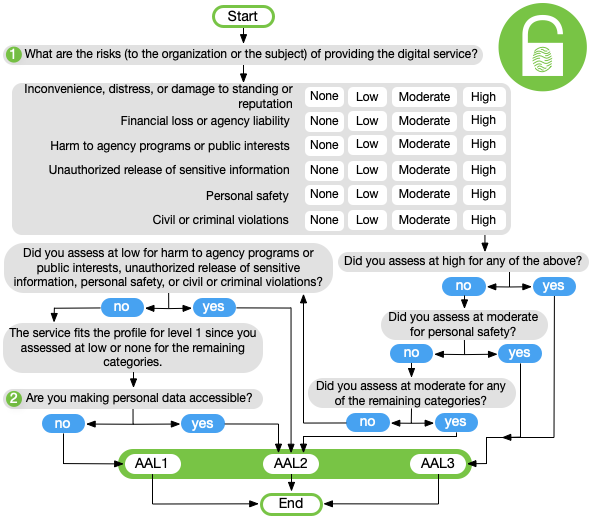 Start
1 What are the risks (to the organization or the subject) of providing the digital service?
Inconvenience, distress, or damage to standing or
reputation
None Low Moderate High
Financial loss or agency liability None Low Moderate High
Harm to agency programs or public interests None Low Moderate High
Unauthorized release of sensitive information None Low Moderate High
Personal safety None Low Moderate High
Civil or criminal violations None Low Moderate High
Did you assess at high for any of the above?
no yes
Did you assess at moderate
for personal safety?
no yes
Did you assess at moderate for any
of the remaining categories?
no yes
Did you assess at low for harm to agency programs or
public interests, unauthorized release of sensitive
information, personal safety, or civil or criminal violations?
no yes
The service fits the profile for level 1 since you
assessed at low or none for the remaining
categories.
2 Are you making personal data accessible?
no yes
AAL1 AAL2 AAL3
End